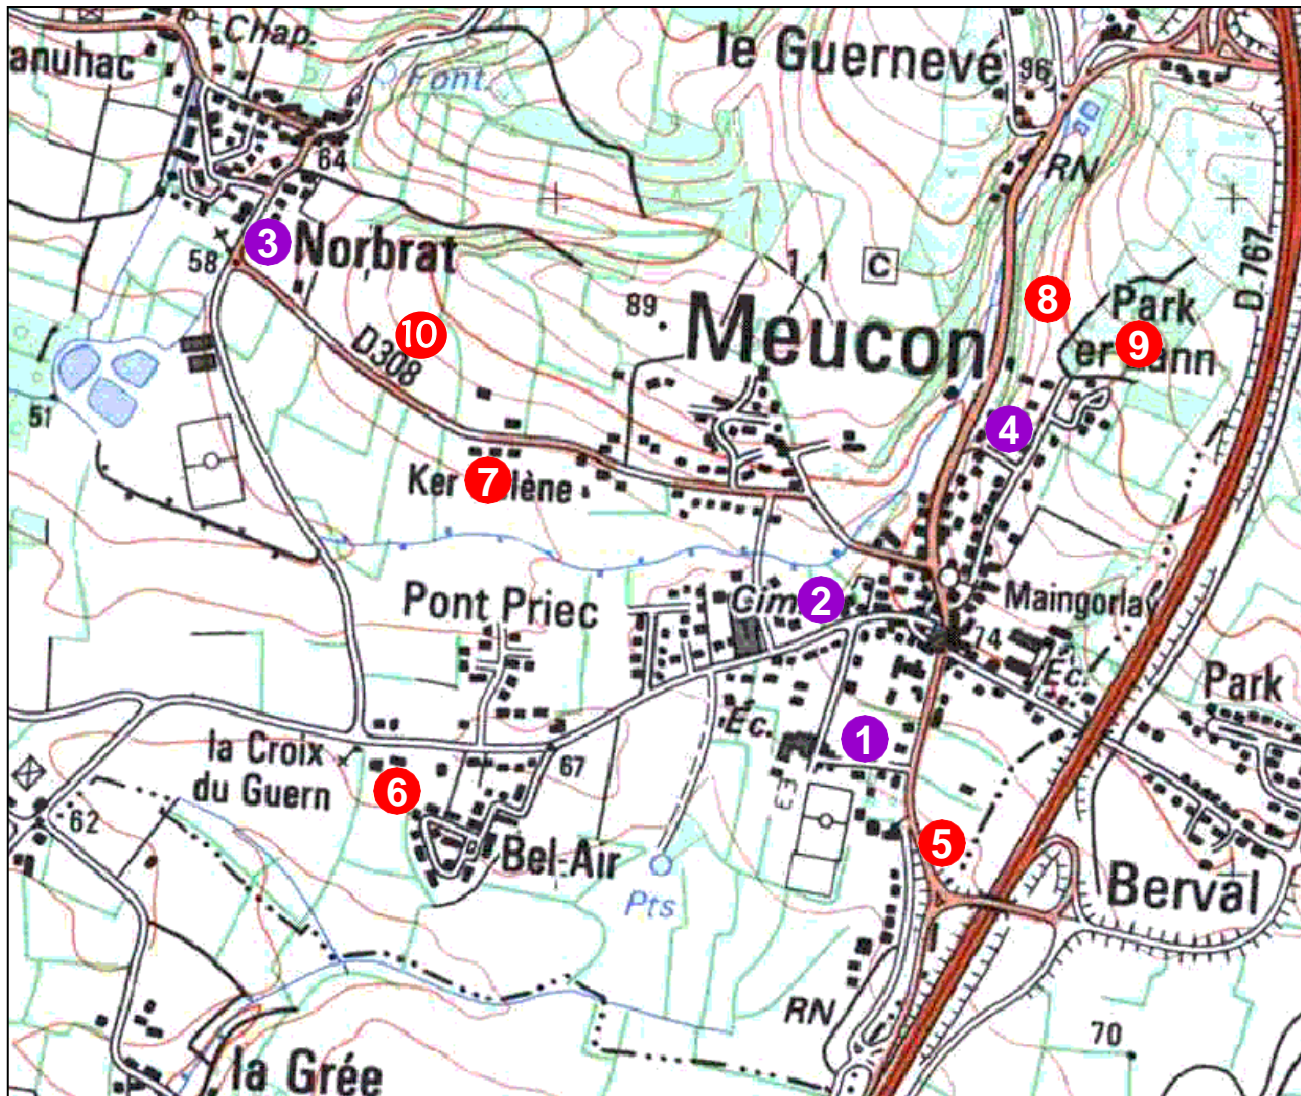 Chap.
anuhac
Font.
le Guernevé
96
64
RN
3
Norbrat
58
11
C
D 767
89
8
Park
Meucon
10
D308
9
51
4
Ker
7
Pont Priec
2
Maingorlay
74
Éc.
Park
Éc.
1
la Croix
du Guern
67
6
62
5
Bel-Air
Pts
Berval
RN
70
la Grée